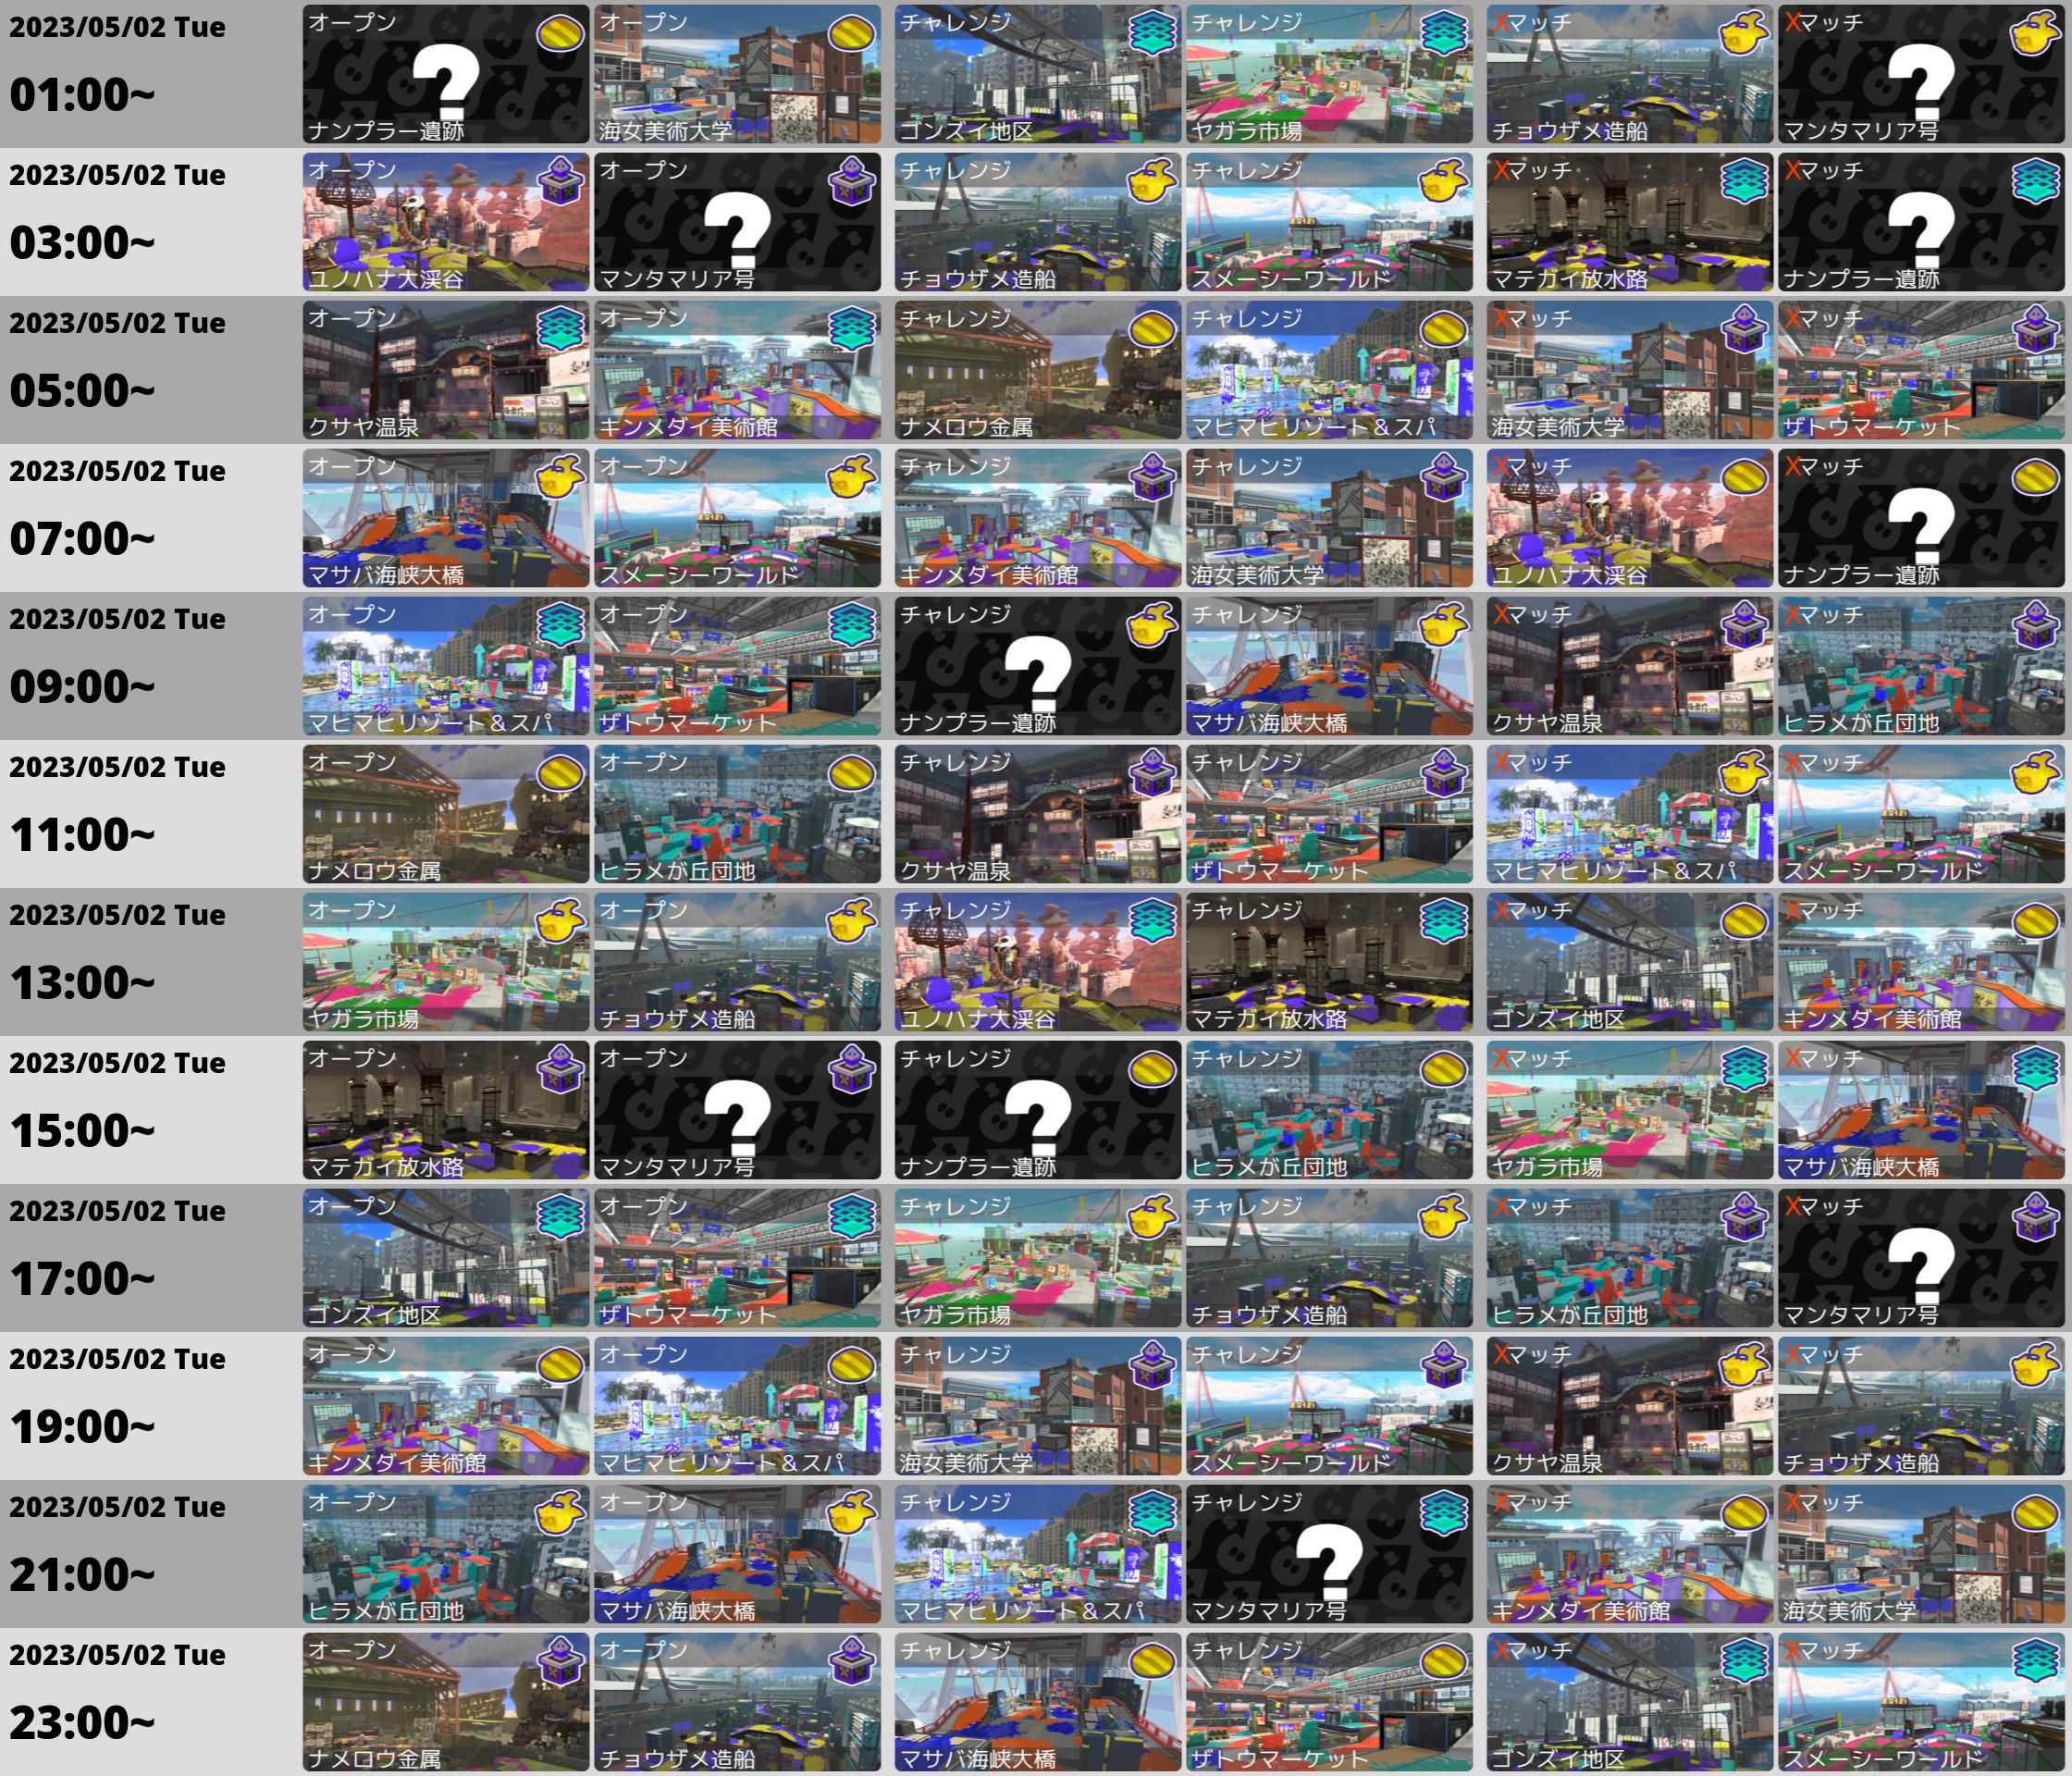 2023/05/02 Tue
01:00~
オープン
ナンプラー遺跡
オープン
海女美術大学
チャレンジ
ゴンズイ地区
チャレンジ
ヤガラ市場
Xマッチ
チョウザメ造船
Xマッチ
マンタマリア号
2023/05/02 Tue
03:00~
オープン
ユノハナ大渓谷
オープン
マンタマリア号
チャレンジ
チョウザメ造船
チャレンジ
スメーシーワールド
Xマッチ
マテガイ放水路
Xマッチ
ナンプラー遺跡
2023/05/02 Tue
05:00~
オープン
クサヤ温泉
オープン
キンメダイ美術館
チャレンジ
ナメロウ金属
チャレンジ
マヒマヒリゾート＆スパ
Xマッチ
海女美術大学
Xマッチ
ザトウマーケット
2023/05/02 Tue
07:00~
オープン
マサバ海峡大橋
オープン
スメーシーワールド
チャレンジ
キンメダイ美術館
チャレンジ
海女美術大学
Xマッチ
ユノハナ大渓谷
Xマッチ
ナンプラー遺跡
2023/05/02 Tue
09:00~
オープン
マヒマヒリゾート＆スパ
オープン
ザトウマーケット
チャレンジ
ナンプラー遺跡
チャレンジ
マサバ海峡大橋
Xマッチ
クサヤ温泉
Xマッチ
ヒラメが丘団地
2023/05/02 Tue
11:00~
オープン
ナメロウ金属
オープン
ヒラメが丘団地
チャレンジ
クサヤ温泉
チャレンジ
ザトウマーケット
Xマッチ
マヒマヒリゾート＆スパ
Xマッチ
スメーシーワールド
2023/05/02 Tue
13:00~
オープン
ヤガラ市場
オープン
チョウザメ造船
チャレンジ
ユノハナ大渓谷
チャレンジ
マテガイ放水路
Xマッチ
ゴンズイ地区
Xマッチ
キンメダイ美術館
2023/05/02 Tue
15:00~
オープン
マテガイ放水路
オープン
マンタマリア号
チャレンジ
ナンプラー遺跡
チャレンジ
ヒラメが丘団地
Xマッチ
ヤガラ市場
Xマッチ
マサバ海峡大橋
2023/05/02 Tue
17:00~
オープン
ゴンズイ地区
オープン
ザトウマーケット
チャレンジ
ヤガラ市場
チャレンジ
チョウザメ造船
Xマッチ
ヒラメが丘団地
Xマッチ
マンタマリア号
2023/05/02 Tue
19:00~
オープン
キンメダイ美術館
オープン
マヒマヒリゾート＆スパ
チャレンジ
海女美術大学
チャレンジ
スメーシーワールド
Xマッチ
クサヤ温泉
Xマッチ
チョウザメ造船
2023/05/02 Tue
21:00~
オープン
ヒラメが丘団地
オープン
マサバ海峡大橋
チャレンジ
マヒマヒリゾート＆スパ
チャレンジ
マンタマリア号
Xマッチ
キンメダイ美術館
Xマッチ
海女美術大学
2023/05/02 Tue
23:00~
オープン
ナメロウ金属
オープン
チョウザメ造船
チャレンジ
マサバ海峡大橋
チャレンジ
ザトウマーケット
Xマッチ
ゴンズイ地区
Xマッチ
スメーシーワールド